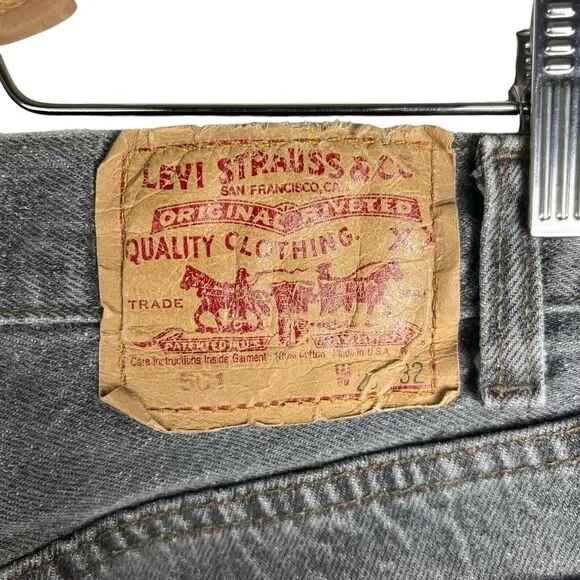 LEVI STRAUSS & CO
SAN FRANCISCO, CAL.
ORIGINAL RIVETED
QUALITY CLOTHING.
TRADE
PATENTED IN U.S.
Care Instructions Inside Garment 100% Cotton Made in U.S.A.
501 W 32